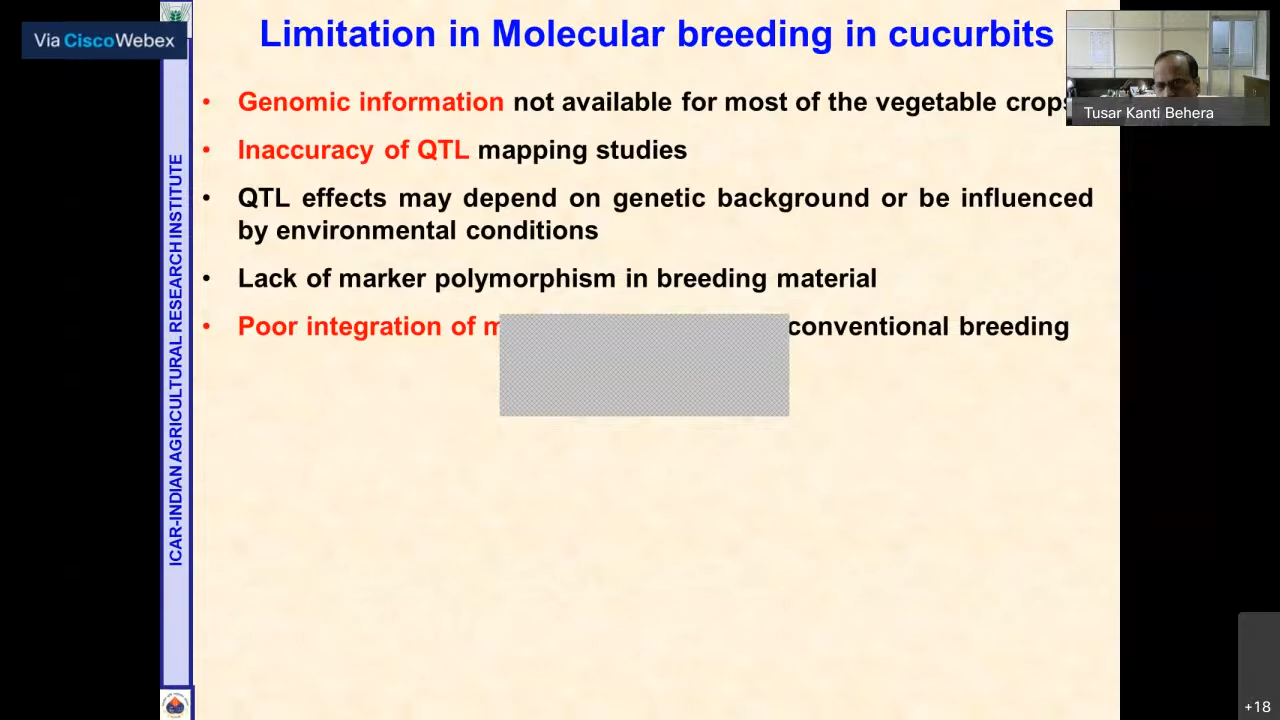 Via CiscoWebex
Limitation in Molecular breeding in cucurbits
• Genomic information not available for most of the vegetable crops
• Inaccuracy of QTL mapping studies
• QTL effects may depend on genetic background or be influenced
by environmental conditions
• Lack of marker polymorphism in breeding material
• Poor integration of conventional breeding
ICAR-INDIAN AGRICULTURAL RESEARCH INSTITUTE
Tusar Kanti Behera
+18